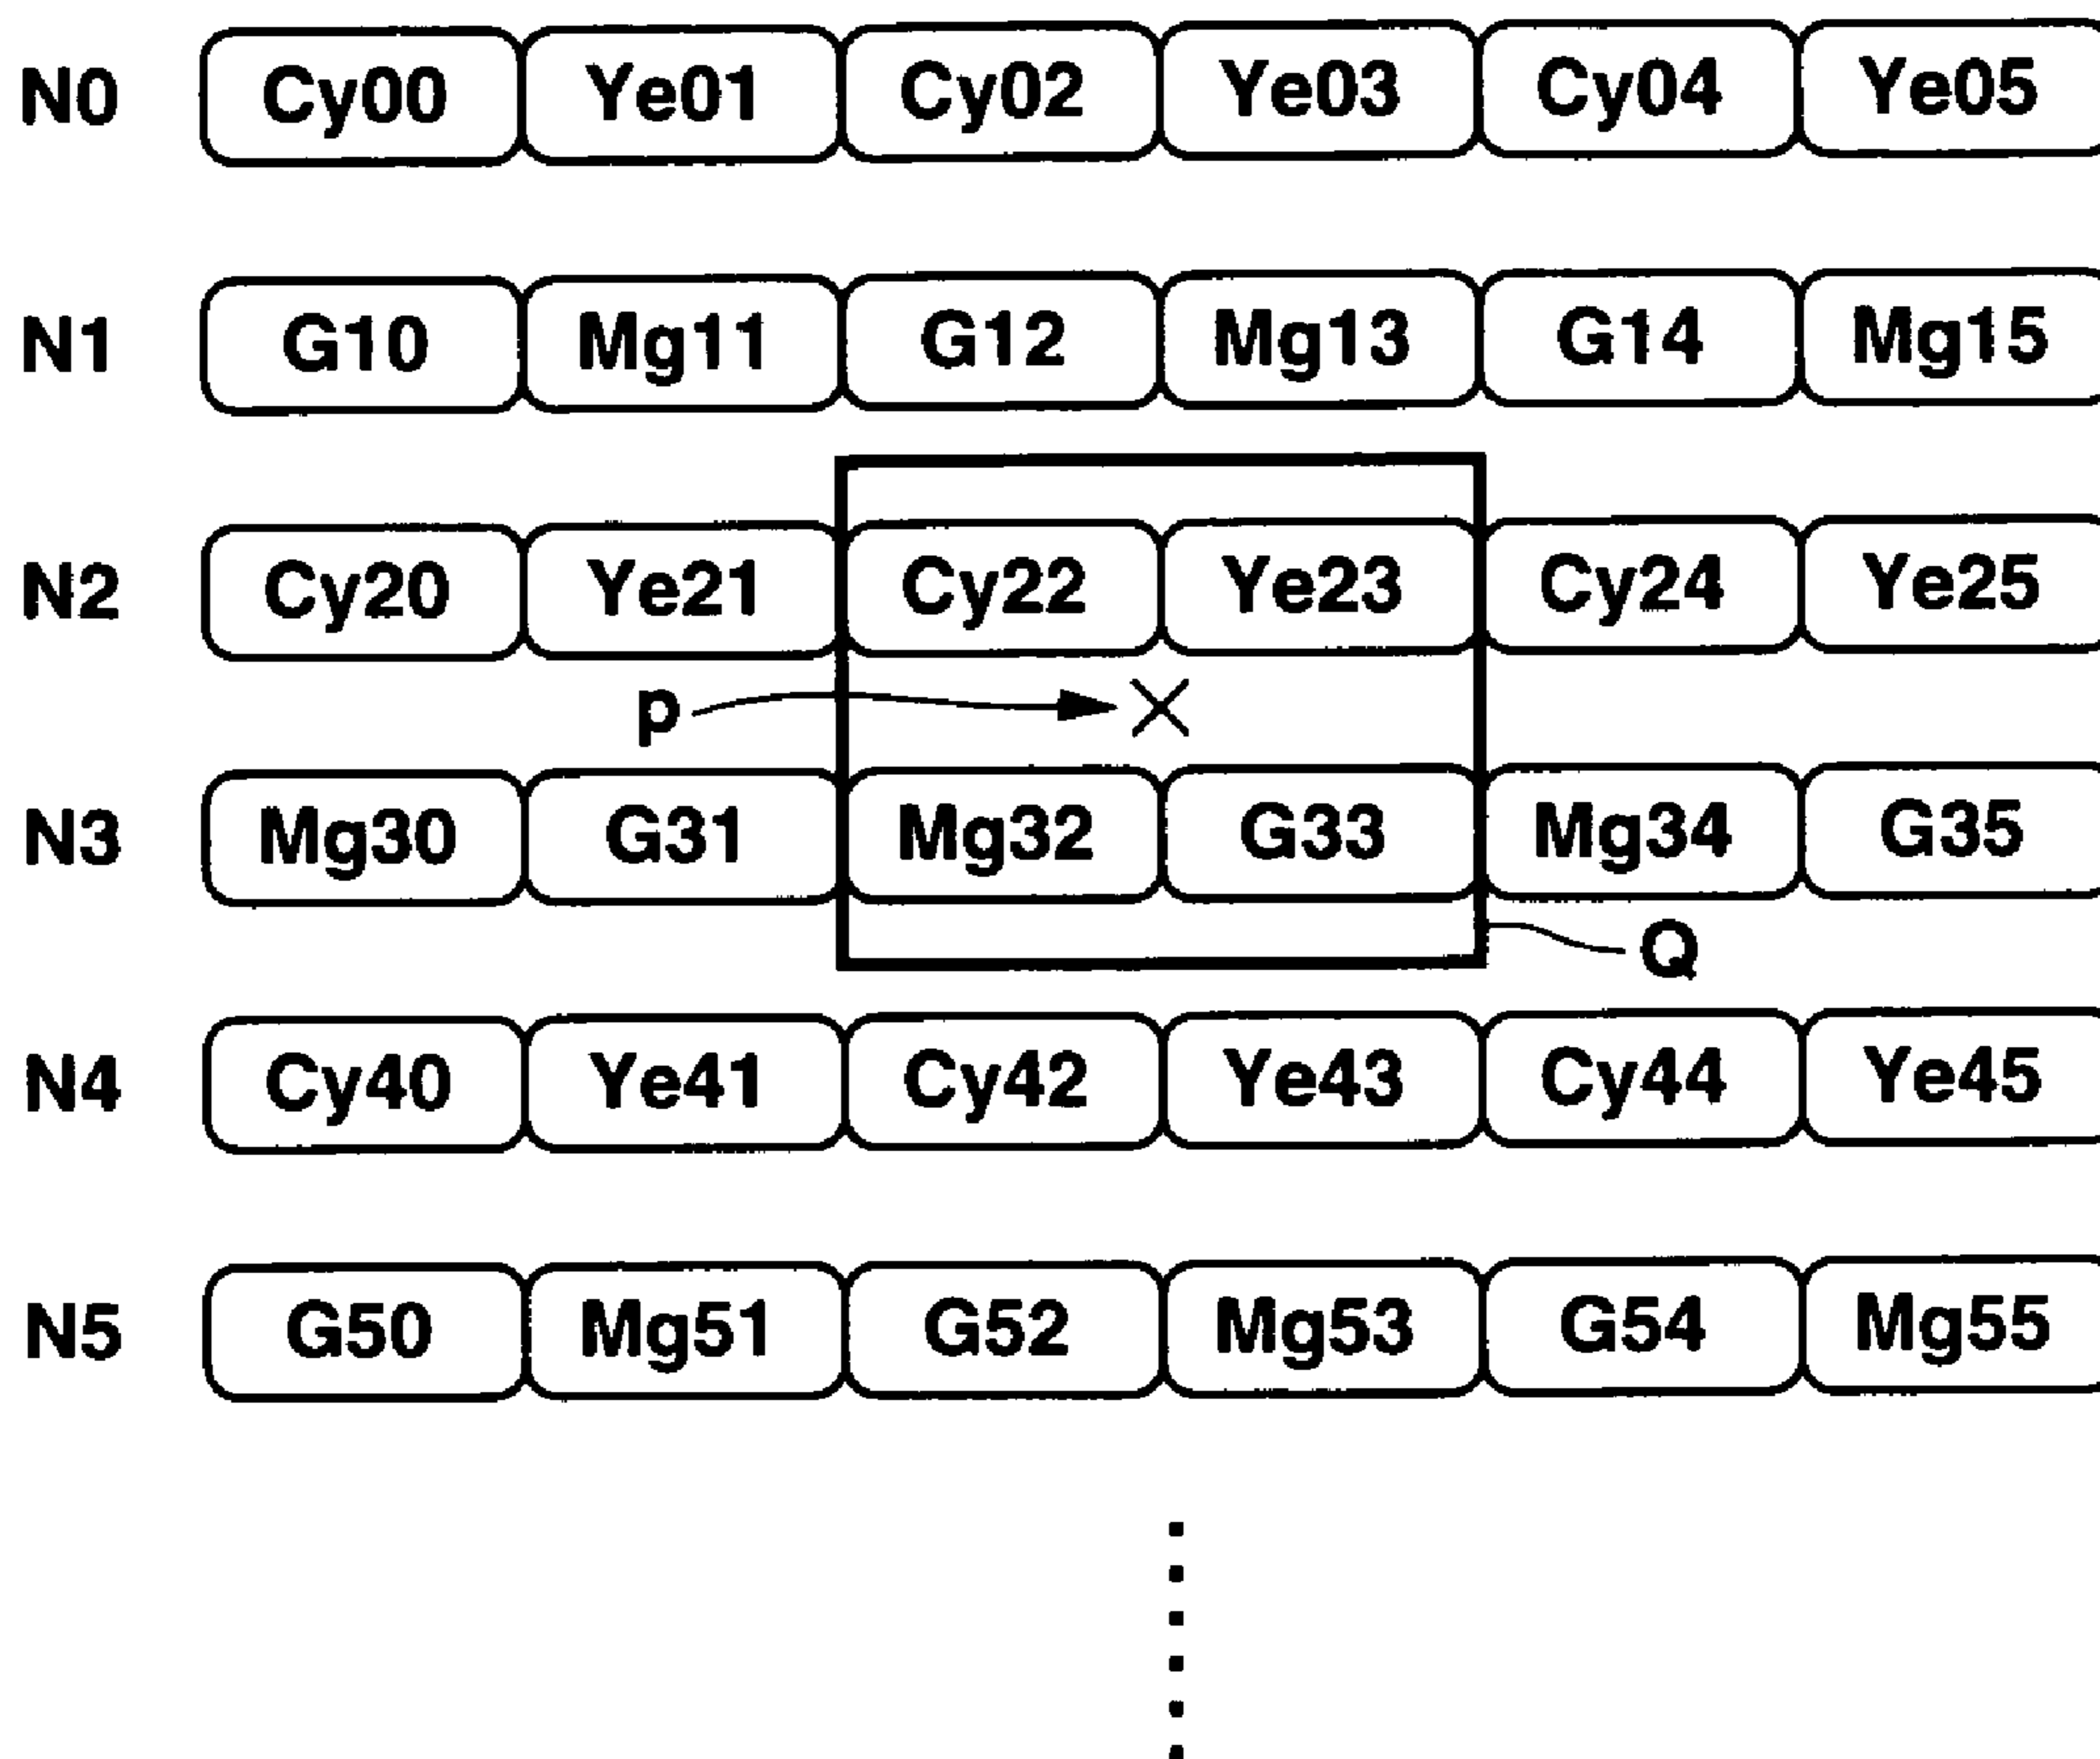 N0 Cy00 Ye01 Cy02 Ye03 Cy04 Ye05
N1 G10 Mg11 G12 Mg13 G14 Mg15
N2 Cy20 Ye21 Cy22 Ye23 Cy24 Ye25
p
N3 Mg30 G31 Mg32 G33 Mg34 G35
Q
N4 Cy40 Ye41 Cy42 Ye43 Cy44 Ye45
N5 G50 Mg51 G52 Mg53 G54 Mg55